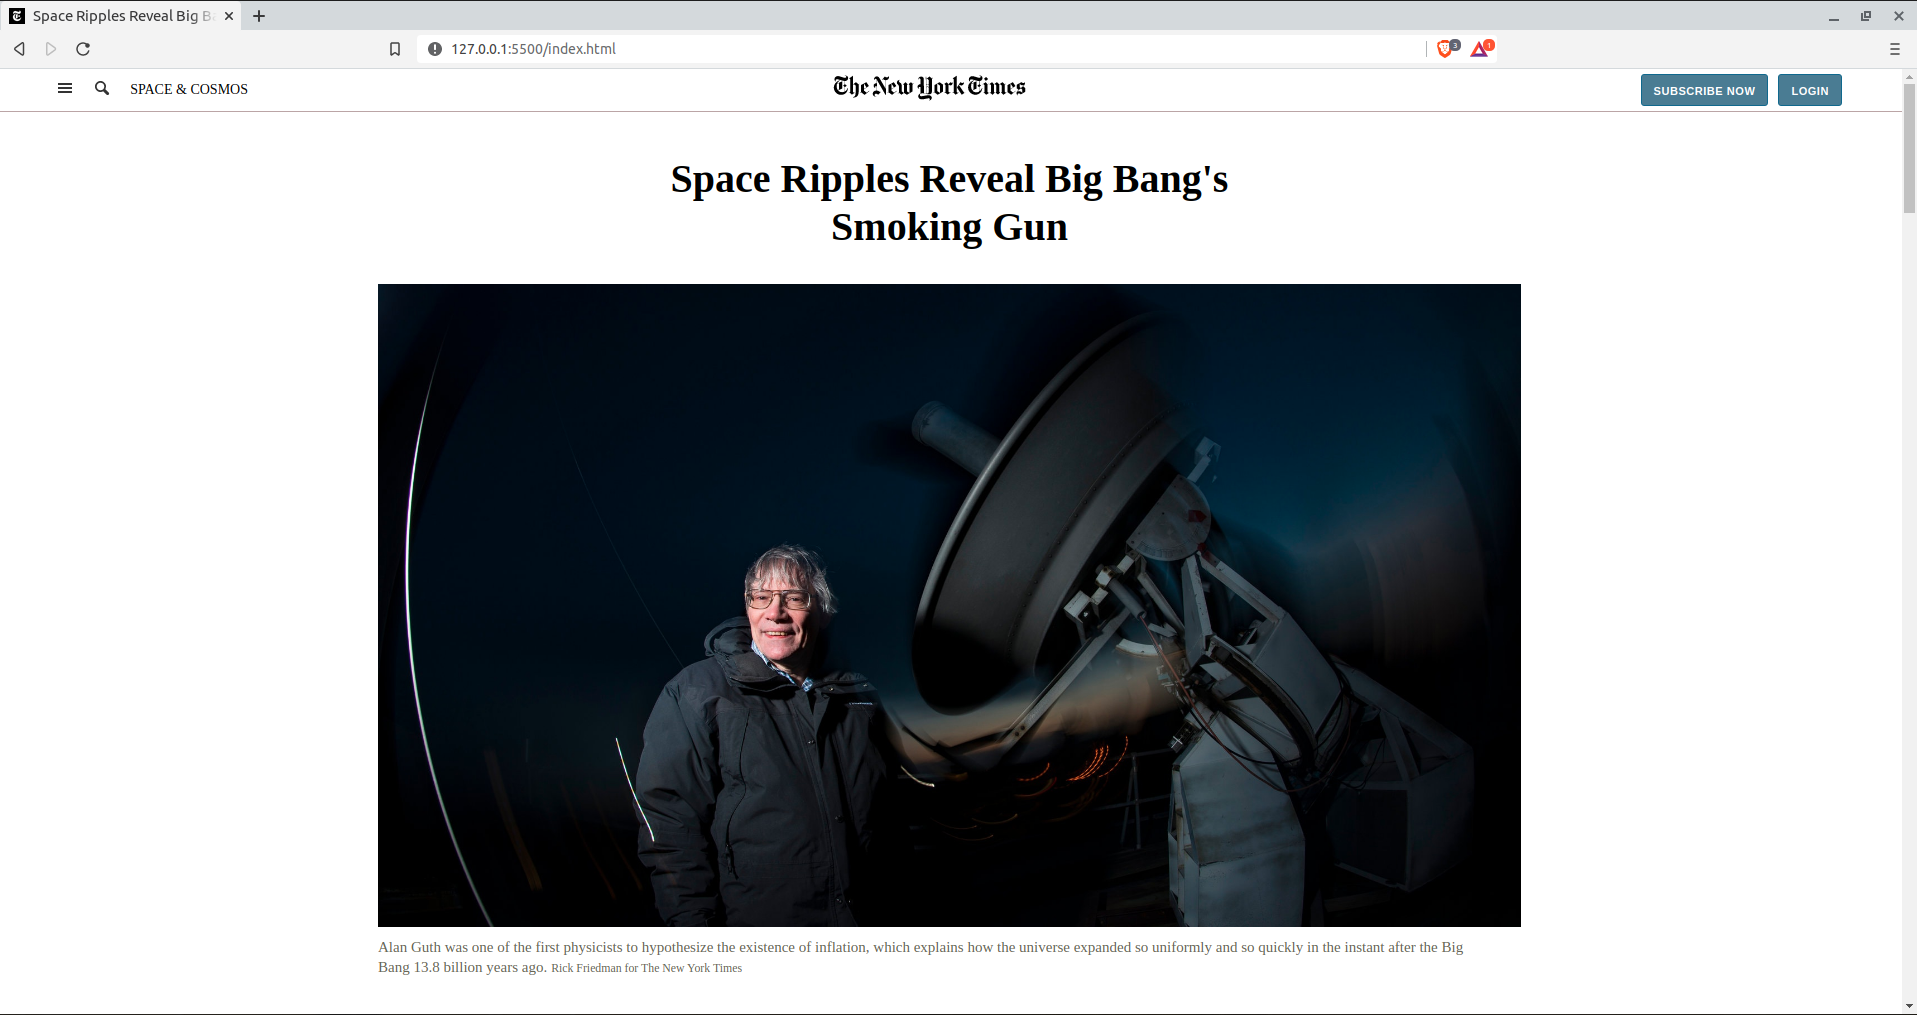 Space Ripples Reveal Big B
127.0.0.1:5500/index.html
3
1
SPACE & COSMOS
The New York Times
SUBSCRIBE NOW
LOGIN
Space Ripples Reveal Big Bang's
Smoking Gun
Alan Guth was one of the first physicists to hypothesize the existence of inflation, which explains how the universe expanded so uniformly and so quickly in the instant after the Big
Bang 13.8 billion years ago. Rick Friedman for The New York Times